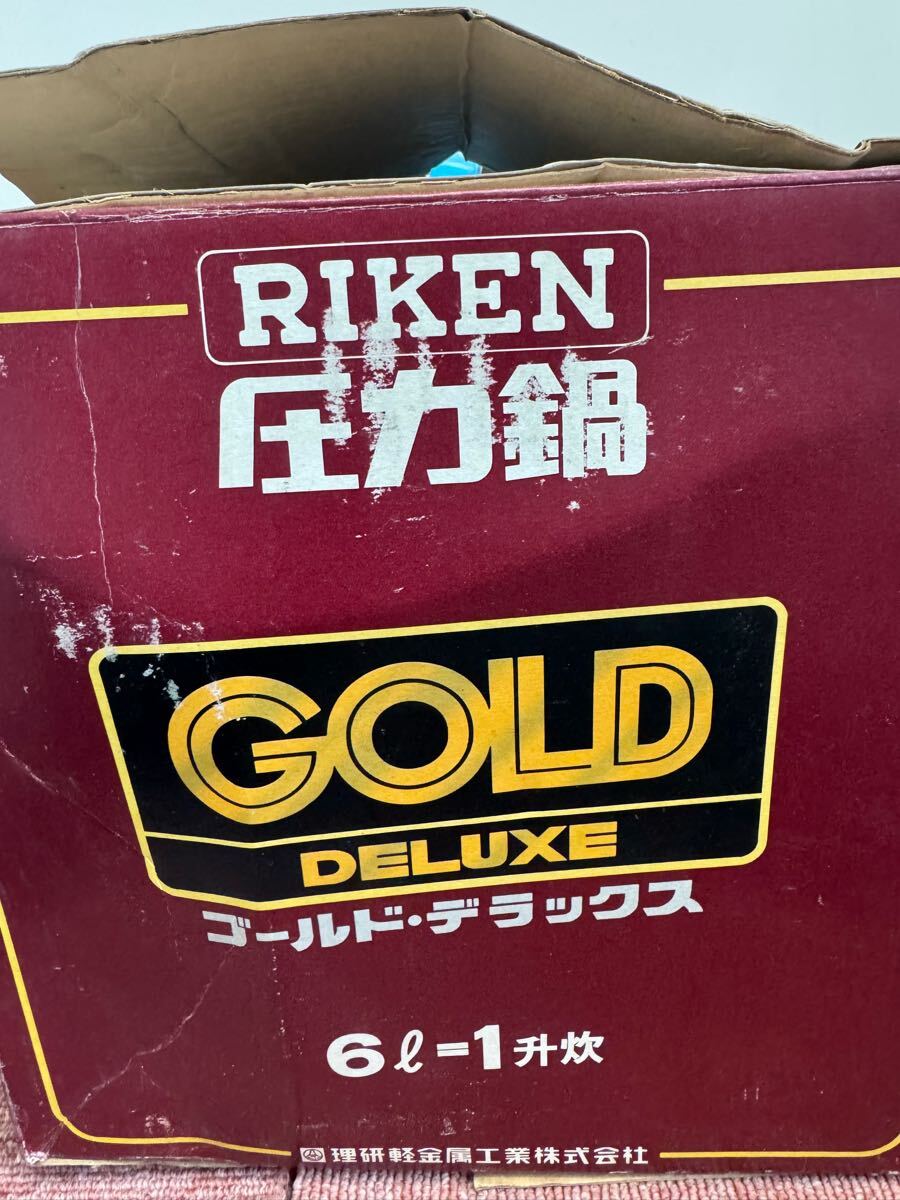 RIKEN
圧力鍋
GOLD
DELUXE
ゴールド・デラックス
6ℓ=1升炊
理研軽金属工業株式会社